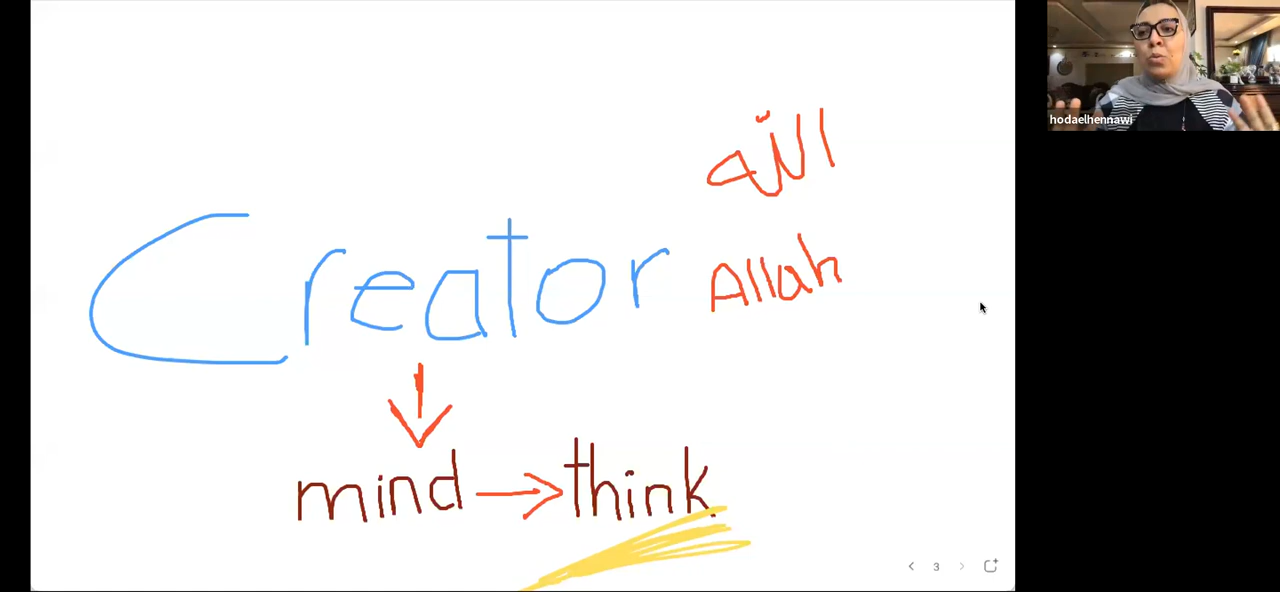 الله
Creator
Allah
mind → think
hodaelhennawi
3